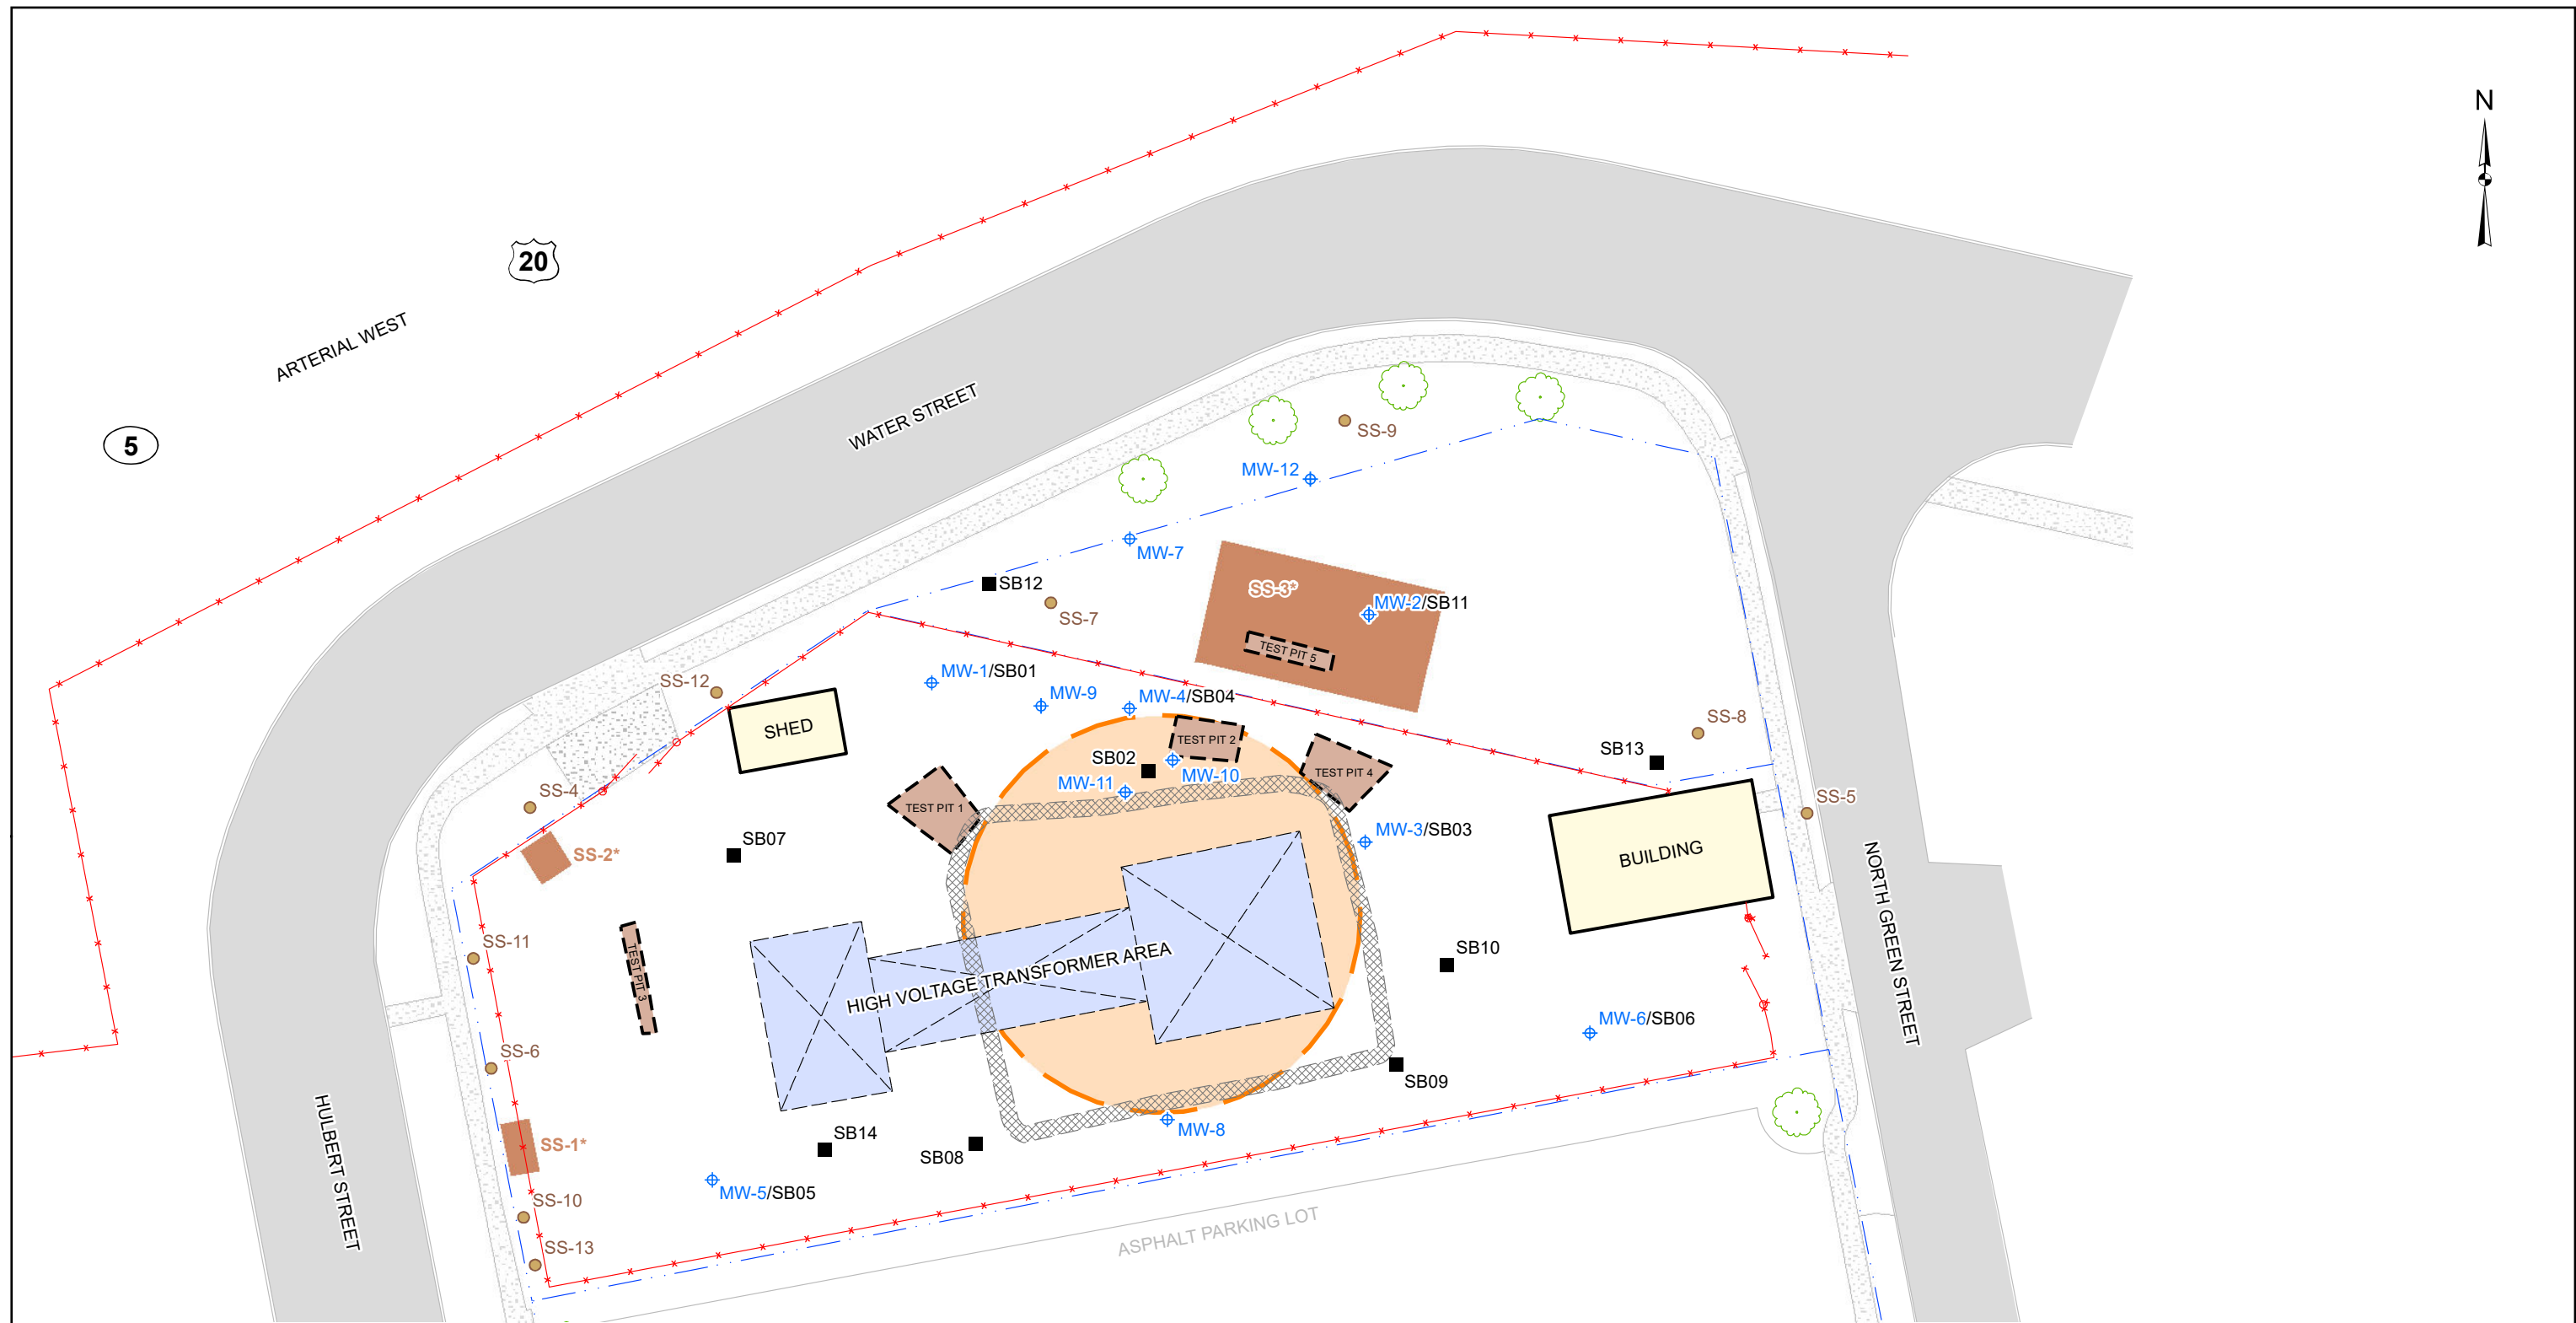 N
20
ARTERIAL WEST
5
WATER STREET
SS-9
MW-12
MW-7
SB12
SS-7
SS-3*
MW-2/SB11
TEST PIT 5
MW-1/SB01
SS-12
MW-9
MW-4/SB04
SHED
SS-8
TEST PIT 2
SB13
SB02
MW-10
TEST PIT 4
MW-11
SS-4
SS-5
TEST PIT 1
MW-3/SB03
SB07
SS-2*
BUILDING
NORTH GREEN STREET
SS-11
SB10
TEST PIT 3
HIGH VOLTAGE TRANSFORMER AREA
MW-6/SB06
SS-6
SB09
HULBERT STREET
MW-8
SB14
SS-1*
SB08
MW-5/SB05
SS-10
ASPHALT PARKING LOT
SS-13